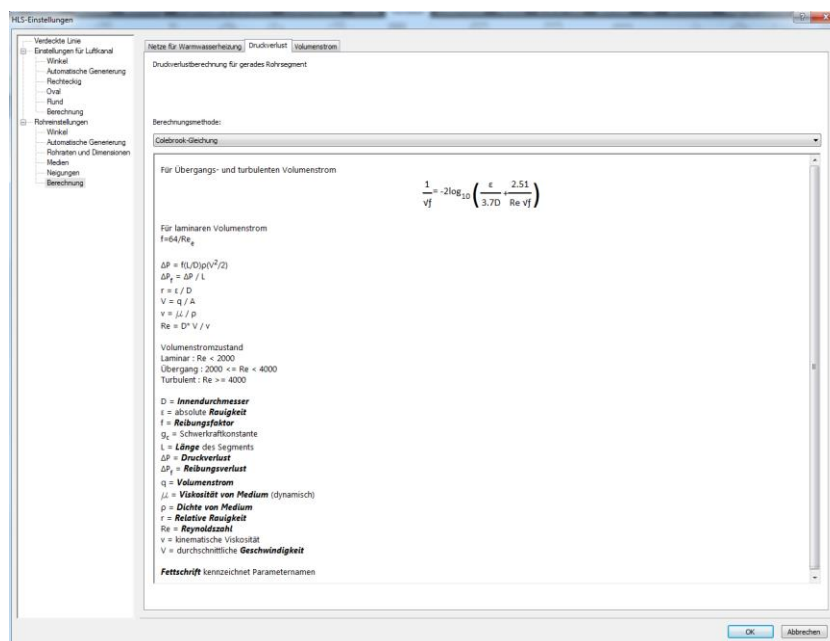 HLS-Einstellungen
Verdeckte Linie
Einstellungen für Luftkanal
Winkel
Automatische Generierung
Rechteckig
Oval
Rund
Berechnung
Rohreinstellungen
Winkel
Automatische Generierung
Rohrarten und Dimensionen
Medien
Neigungen
Berechnung
Netze für Warmwasserheizung Druckverlust Volumenstrom
Druckverlustberechnung für gerades Rohrsegment
Berechnungsmethode:
Colebrook-Gleichung
Für Übergangs- und turbulenten Volumenstrom
1/√f = -2log10 (ε/3.7D + 2.51/Re √f)
Für laminaren Volumenstrom
f=64/Re_e
ΔP = f(L/D)ρ(V²/2)
ΔP_f = ΔP / L
r = ε / D
V = q / A
ν = μ / ρ
Re = D* V / ν
Volumenstromzustand
Laminar : Re < 2000
Übergang : 2000 <= Re < 4000
Turbulent : Re >= 4000
D = Innendurchmesser
ε = absolute Rauigkeit
f = Reibungsfaktor
g_c = Schwerkraftkonstante
L = Länge des Segments
ΔP = Druckverlust
ΔP_f = Reibungsverlust
q = Volumenstrom
μ = Viskosität von Medium (dynamisch)
ρ = Dichte von Medium
r = Relative Rauigkeit
Re = Reynoldszahl
ν = kinematische Viskosität
V = durchschnittliche Geschwindigkeit
Fettschrift kennzeichnet Parameternamen
OK Abbrechen